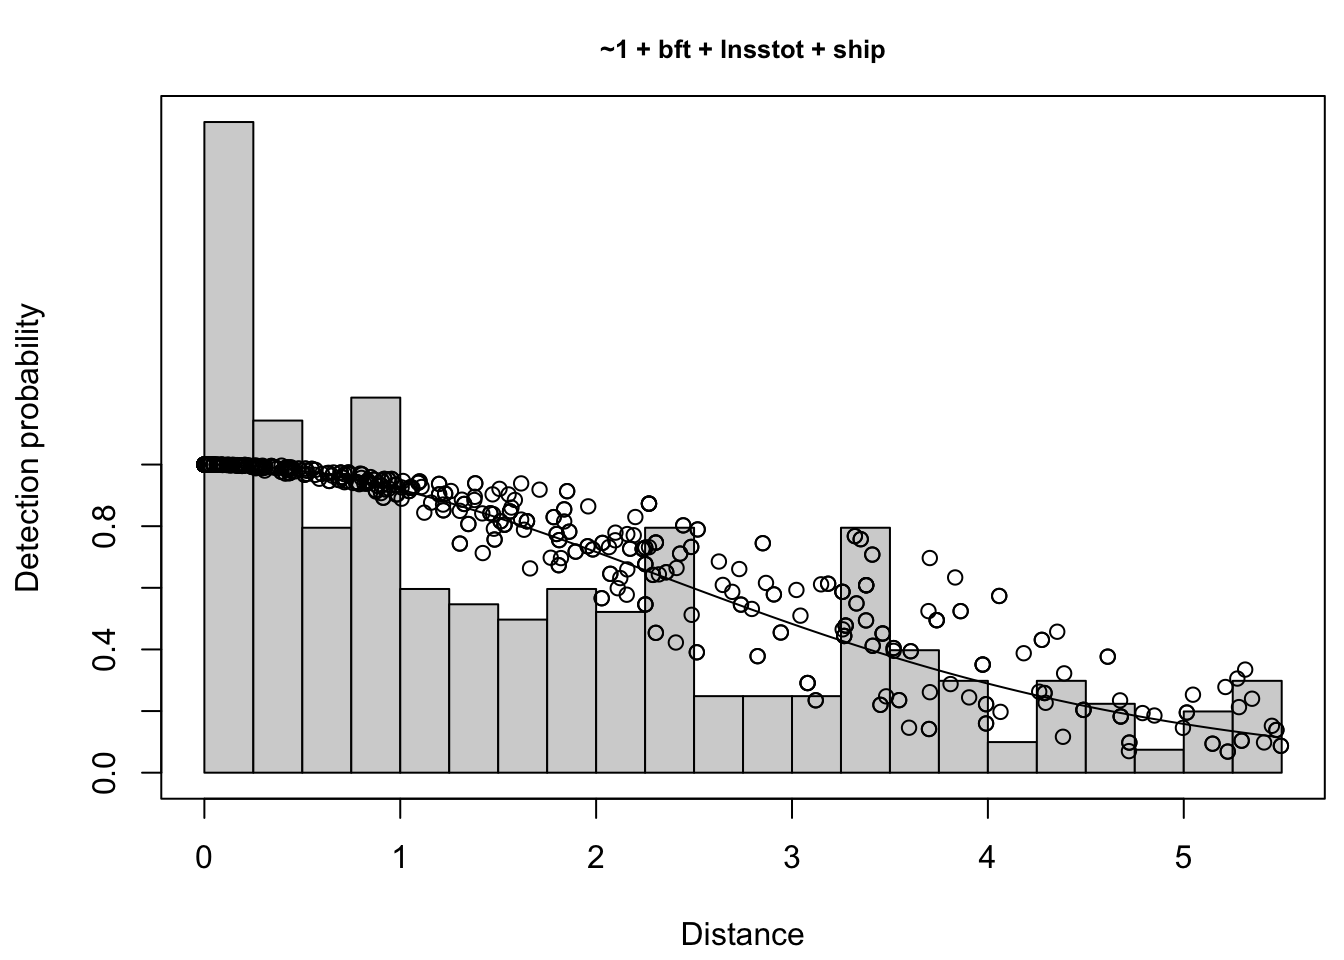 ~1 + bft + lnsstot + ship
Detection probability
0.8
0.4
0.0
0 1 2 3 4 5
Distance